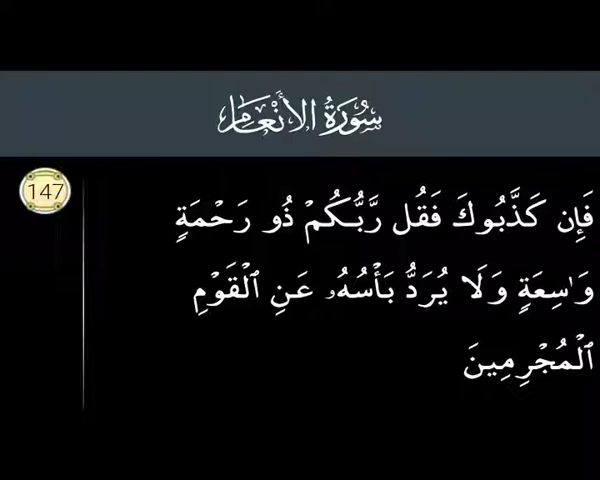 سُورَةُ الأَنْعَامِ
147
فَإِن كَذَّبُوكَ فَقُل رَّبُّكُمْ ذُو رَحْمَةٍ
وَٰسِعَةٍ وَلَا يُرَدُّ بَأْسُهُۥ عَنِ ٱلْقَوْمِ
ٱلْمُجْرِمِينَ